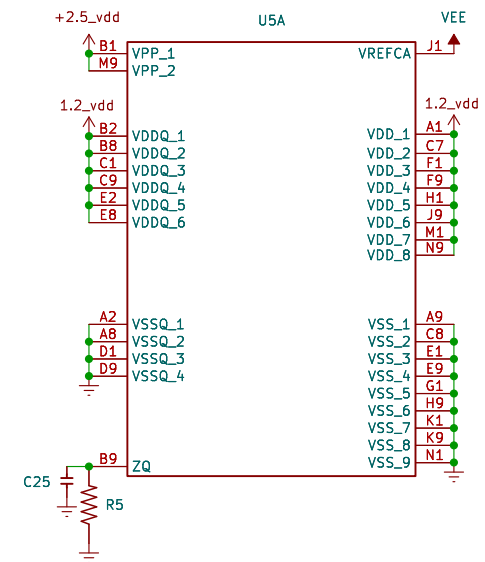 +2.5_vdd U5A VEE
B1 VPP_1 VREFCA J1
M9 VPP_2
1.2_vdd 1.2_vdd
B2 VDDQ_1 VDD_1 A1
B8 VDDQ_2 VDD_2 C7
C1 VDDQ_3 VDD_3 F1
C9 VDDQ_4 VDD_4 F9
E2 VDDQ_5 VDD_5 H1
E8 VDDQ_6 VDD_6 J9
VDD_7 M1
VDD_8 N9
A2 VSSQ_1 VSS_1 A9
A8 VSSQ_2 VSS_2 C8
D1 VSSQ_3 VSS_3 E1
D9 VSSQ_4 VSS_4 E9
VSS_5 G1
VSS_6 H9
VSS_7 K1
VSS_8 K9
B9 ZQ VSS_9 N1
C25
R5